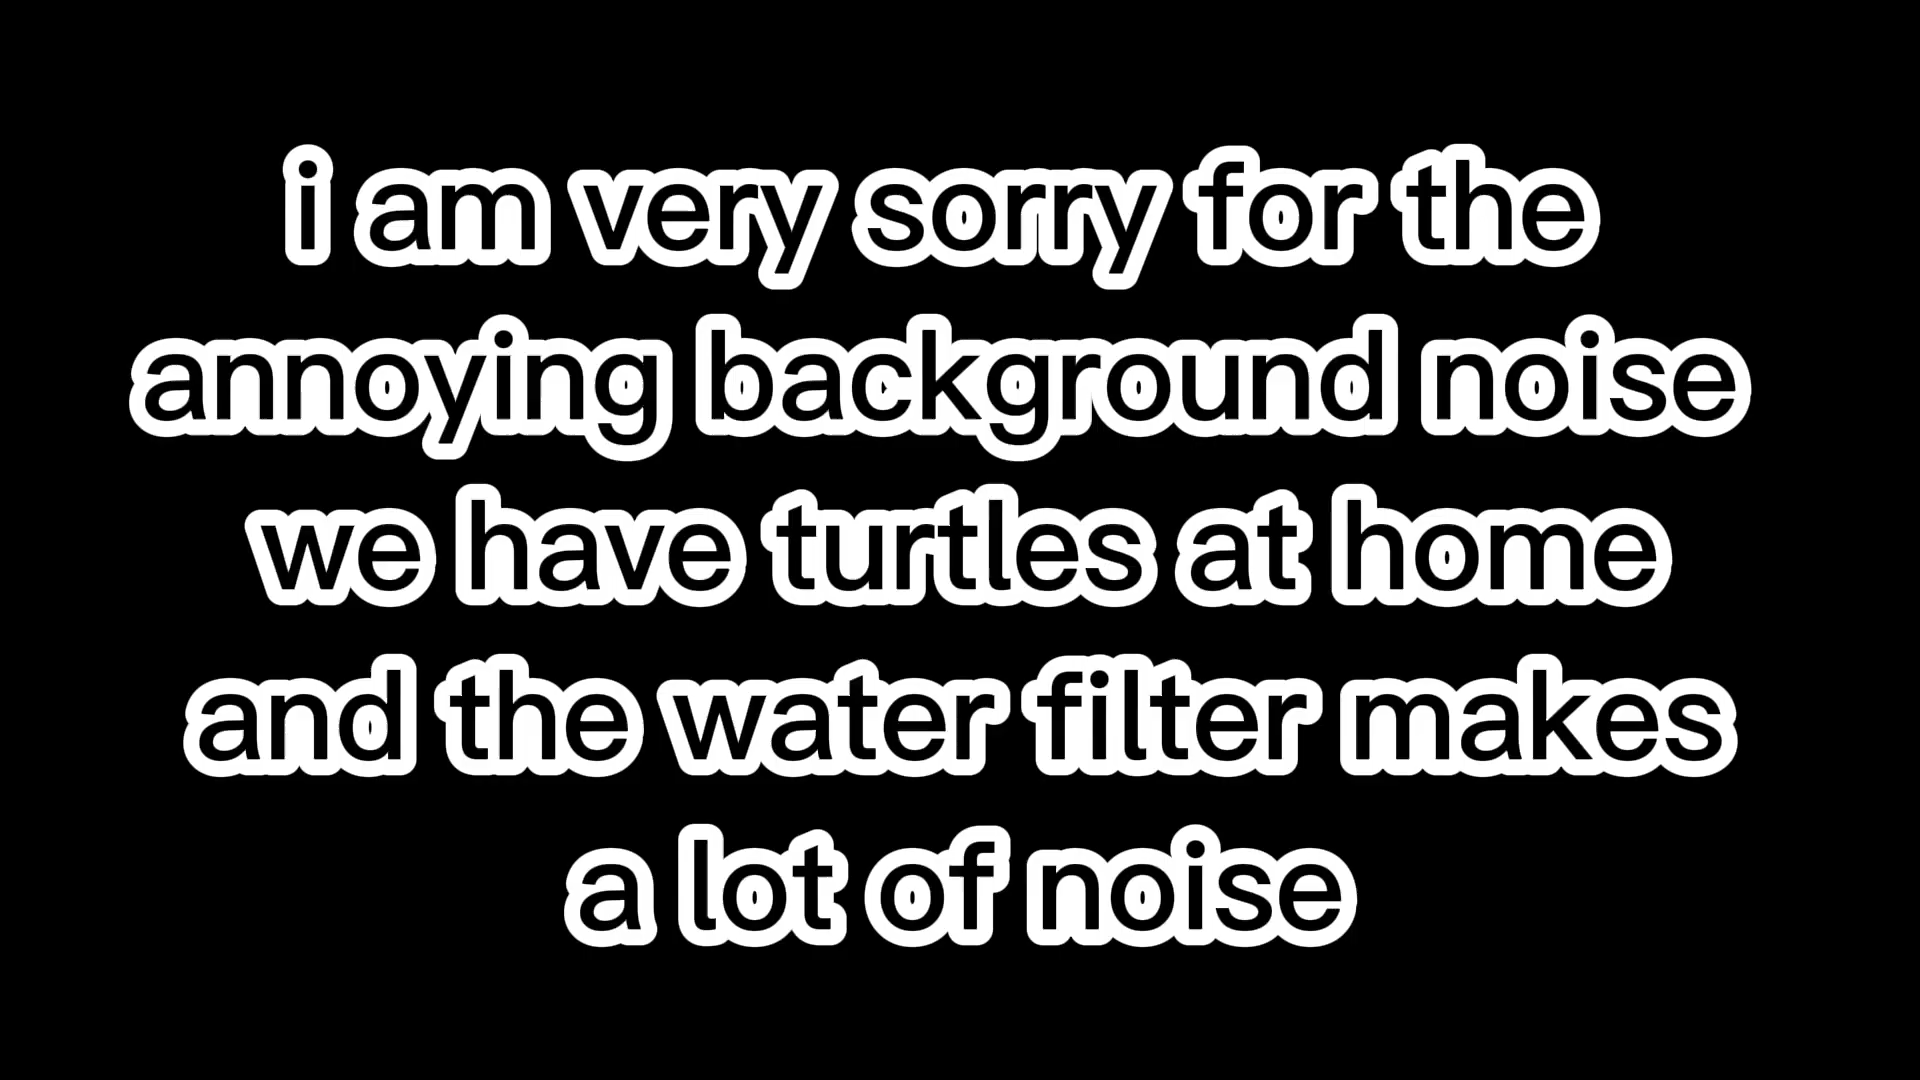 i am very sorry for the
annoying background noise
we have turtles at home
and the water filter makes
a lot of noise